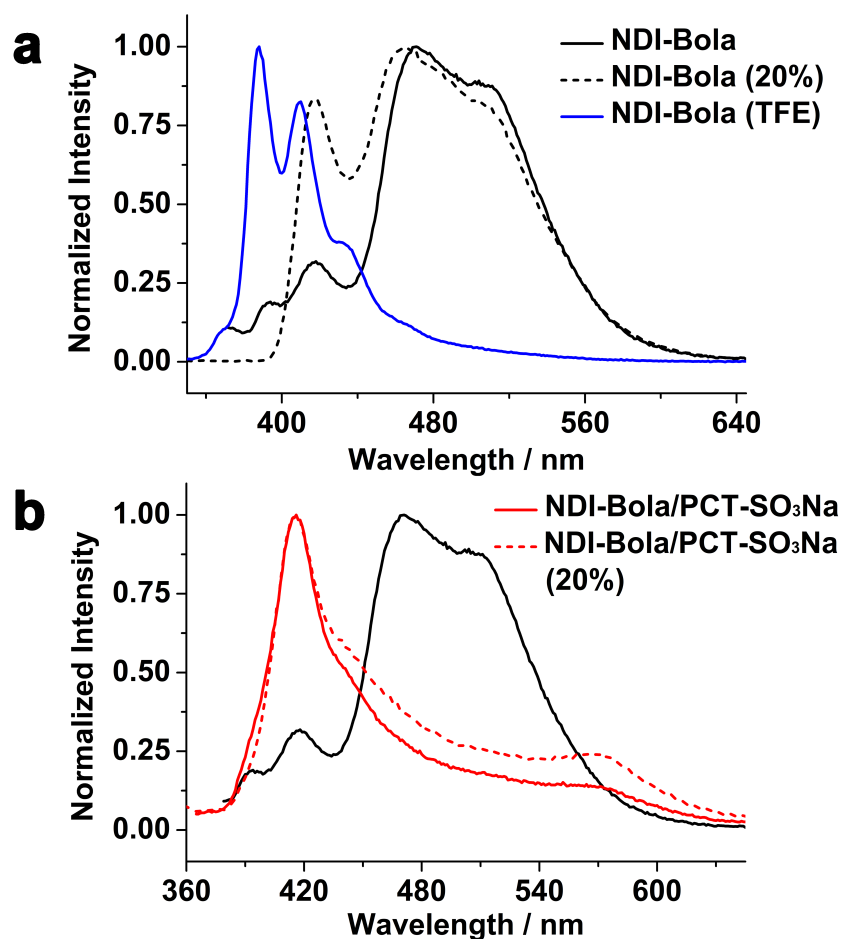 a
NDI-Bola
NDI-Bola (20%)
NDI-Bola (TFE)
Normalized Intensity
1.00
0.75
0.50
0.25
0.00
400 480 560 640
Wavelength / nm
b
NDI-Bola/PCT-SO₃Na
NDI-Bola/PCT-SO₃Na
(20%)
Normalized Intensity
1.00
0.75
0.50
0.25
0.00
360 420 480 540 600
Wavelength / nm